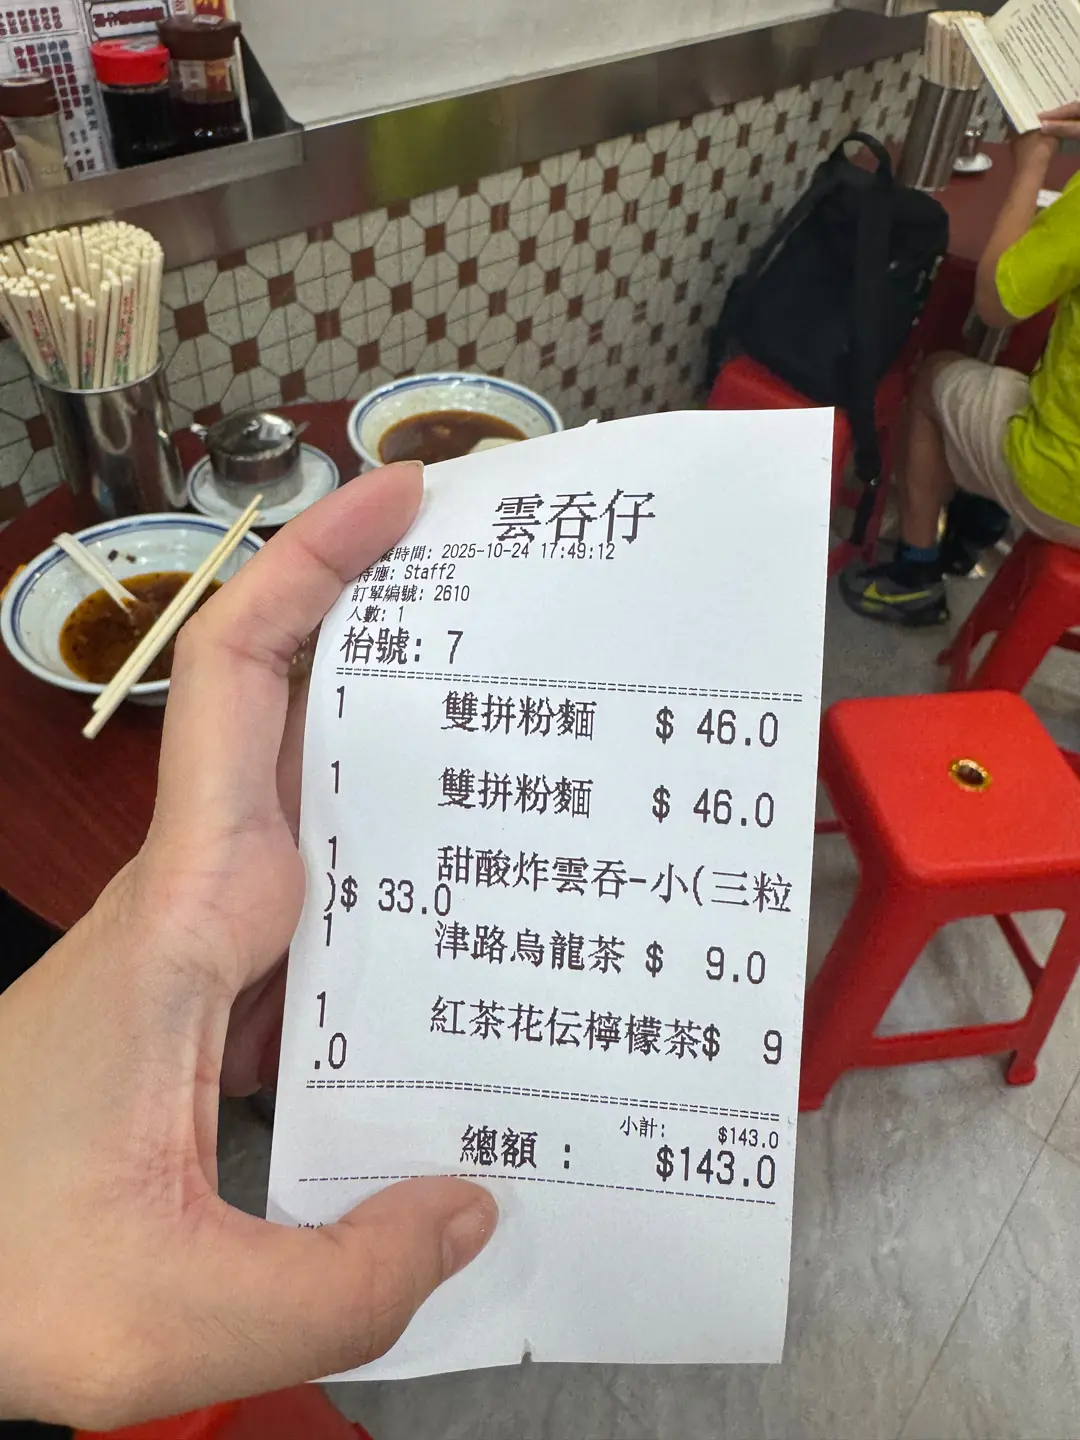 雲吞仔
時間: 2025-10-24 17:49:12
待應: Staff2
訂單編號: 2610
人數: 1
枱號: 7
1 雙拼粉麵 $ 46.0
1 雙拼粉麵 $ 46.0
1 甜酸炸雲吞-小(三粒
)$ 33.0
1 津路烏龍茶 $ 9.0
1 紅茶花伝檸檬茶$ 9
.0
小計: $143.0
總額 : $143.0